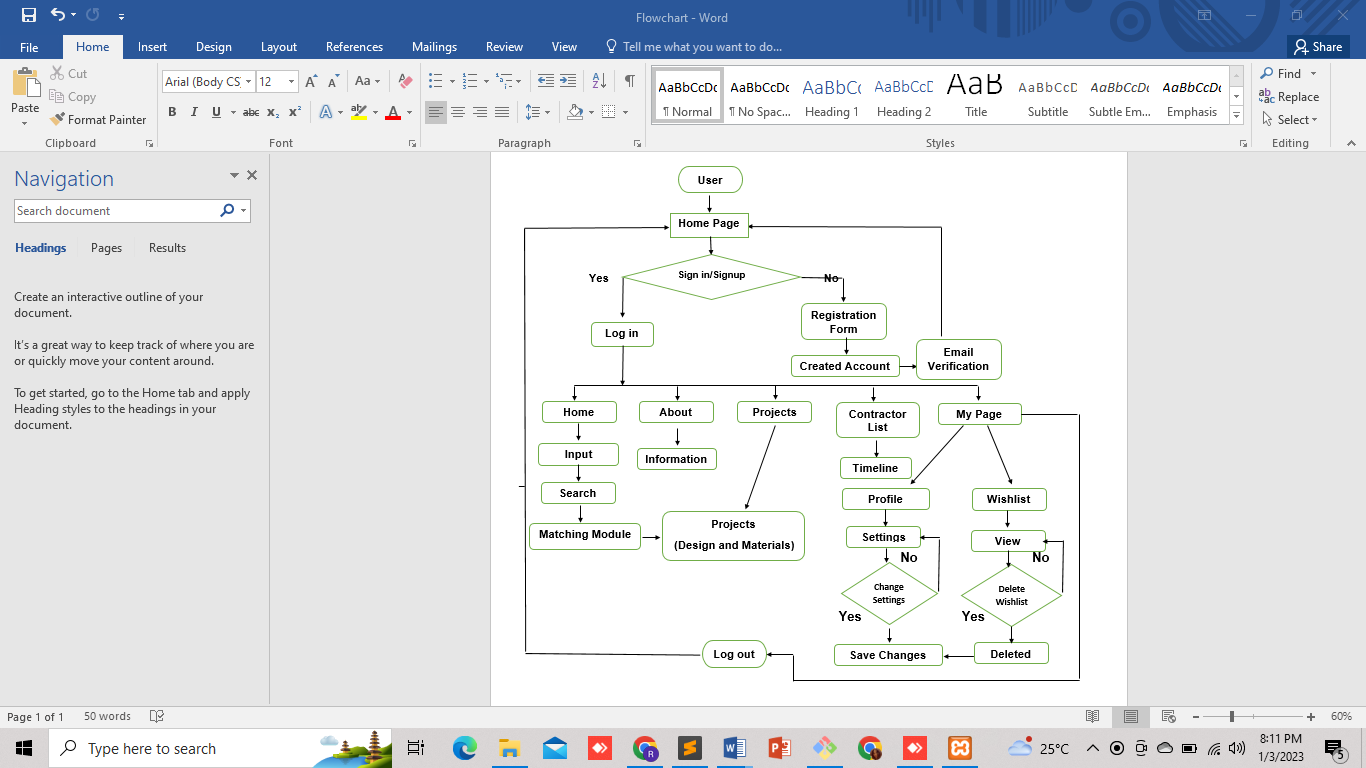 Flowchart - Word
File
Home
Insert
Design
Layout
References
Mailings
Review
View
Tell me what you want to do...
Share
Paste
Cut
Copy
Format Painter
Clipboard
Arial (Body CS)
12
Aa
B I U abc X₂ X²
A
Font
Paragraph
AaBbCcDc
¶ Normal
AaBbCcDc
¶ No Spac...
AaBbCc
Heading 1
AaBbCcD
Heading 2
AaB
Title
AaBbCcD
Subtitle
AaBbCcDc
Subtle Em...
AaBbCcDc
Emphasis
Styles
Find
Replace
Select
Editing
Navigation
Search document
Headings
Pages
Results
Create an interactive outline of your
document.
It's a great way to keep track of where you are
or quickly move your content around.
To get started, go to the Home tab and apply
Heading styles to the headings in your
document.
User
Home Page
Sign in/Signup
Yes
No
Log in
Registration
Form
Created Account
Email
Verification
Home
About
Projects
Contractor
List
My Page
Input
Information
Timeline
Search
Profile
Wishlist
Matching Module
Projects
(Design and Materials)
Settings
View
No
No
Change
Settings
Delete
Wishlist
Yes
Yes
Log out
Save Changes
Deleted
Page 1 of 1
50 words
60%
Type here to search
25°C
8:11 PM
1/3/2023
5